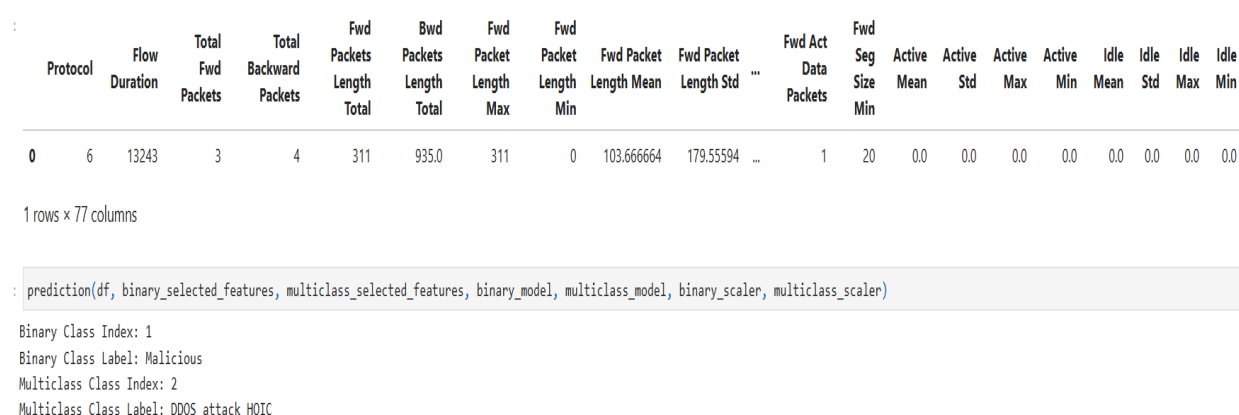 Protocol Flow Duration Total Fwd Packets Total Backward Packets Fwd Packets Length Total Bwd Packets Length Total Fwd Packet Length Max Fwd Packet Length Min Fwd Packet Length Mean Fwd Packet Length Std ... Fwd Act Data Packets Fwd Seg Size Min Active Mean Active Std Active Max Active Min Idle Mean Idle Std Idle Max Idle Min
0 6 13243 3 4 311 935.0 311 0 103.666664 179.55594 ... 1 20 0.0 0.0 0.0 0.0 0.0 0.0 0.0 0.0
1 rows × 77 columns
prediction(df, binary_selected_features, multiclass_selected_features, binary_model, multiclass_model, binary_scaler, multiclass_scaler)
Binary Class Index: 1
Binary Class Label: Malicious
Multiclass Class Index: 2
Multiclass Class Label: DDOS attack HOIC